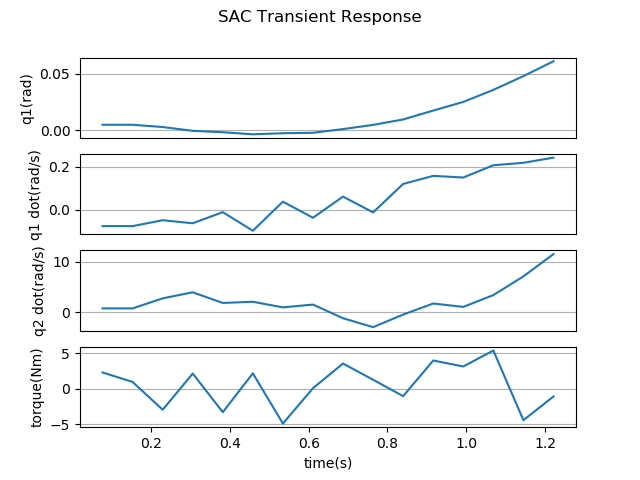 SAC Transient Response
q1(rad)
0.05
0.00
q1 dot(rad/s)
0.2
0.0
q2 dot(rad/s)
10
0
torque(Nm)
5
0
−5
0.2 0.4 0.6 0.8 1.0 1.2
time(s)